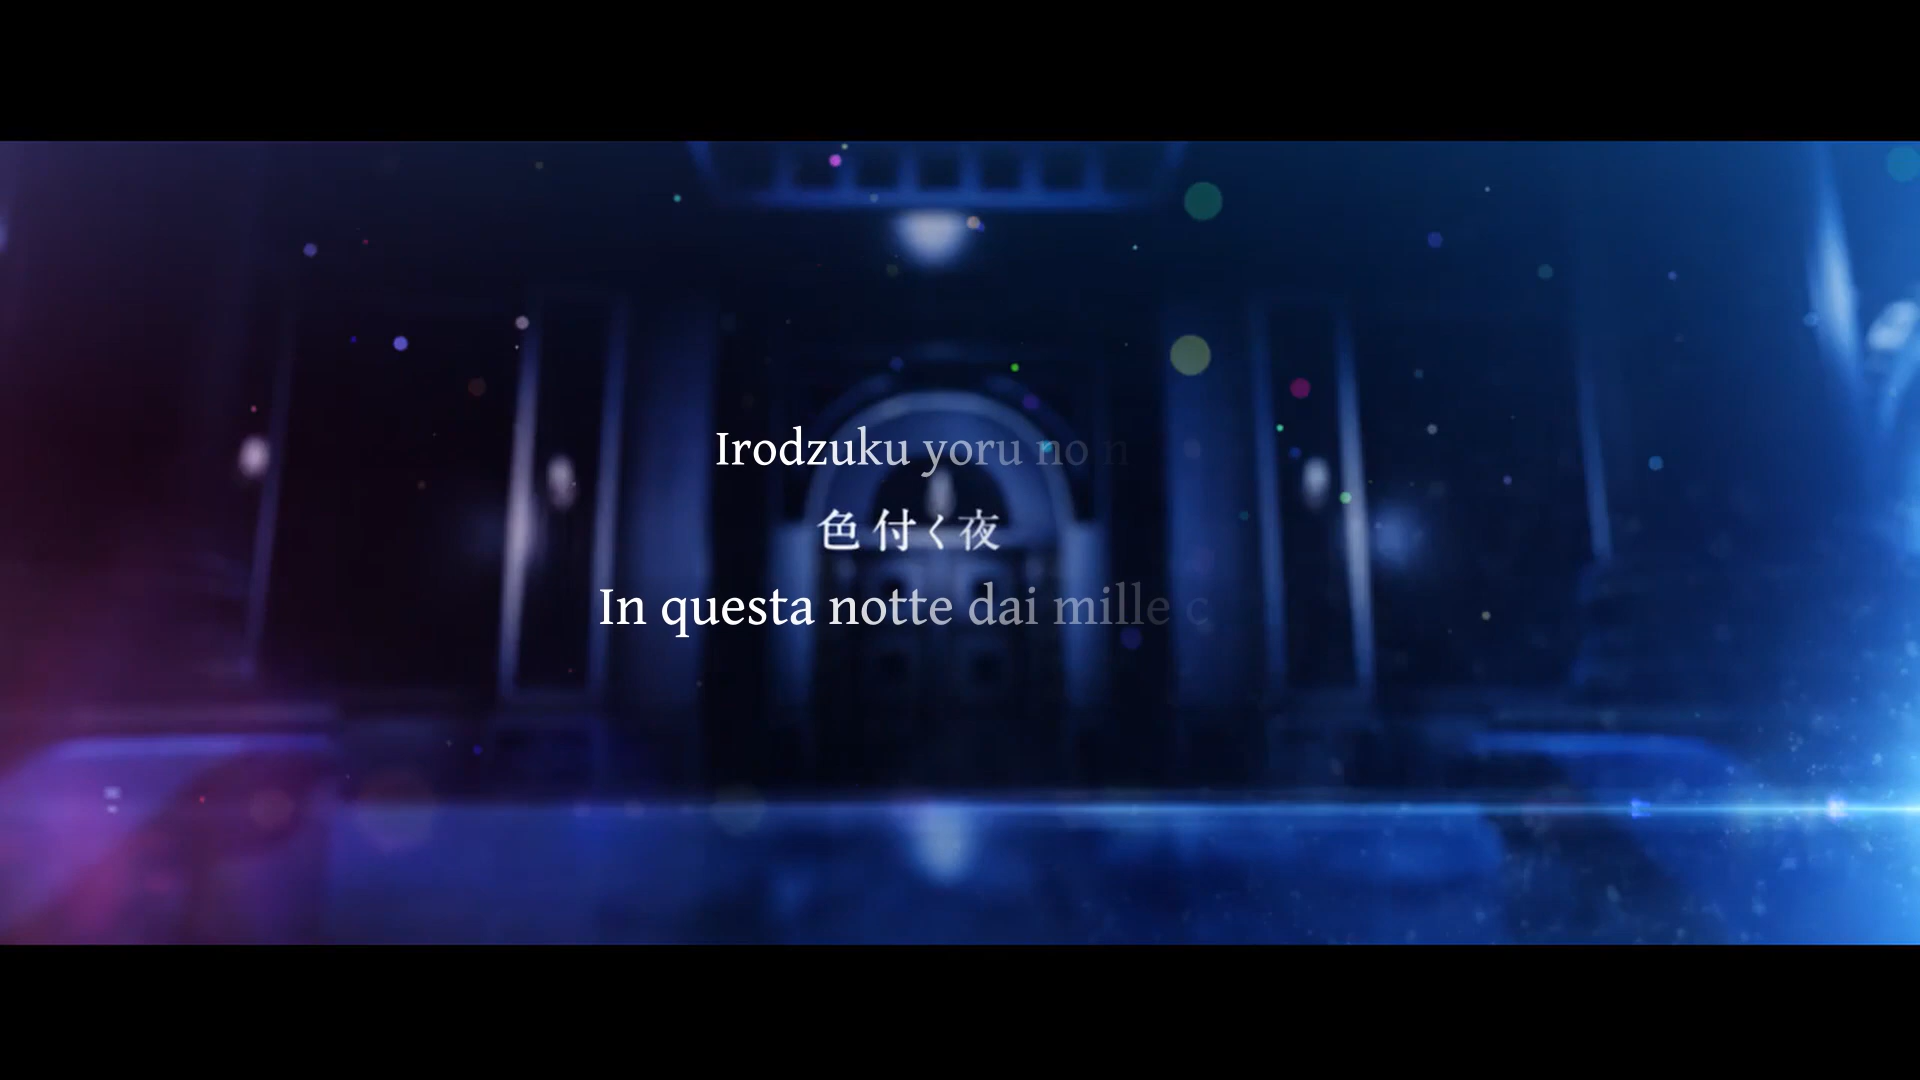 Irodzuku yoru no n
色付く夜
In questa notte dai mille c